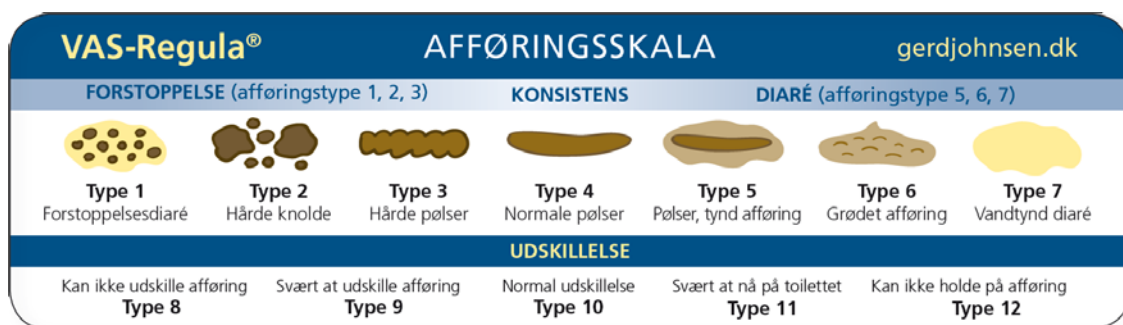 VAS-Regula® AFFØRINGSSKALA gerdjohnsen.dk
FORSTOPPELSE (afføringstype 1, 2, 3) KONSISTENS DIARÉ (afføringstype 5, 6, 7)
Type 1 Type 2 Type 3 Type 4 Type 5 Type 6 Type 7
Forstoppelsesdiaré Hårde knolde Hårde pølser Normale pølser Pølser, tynd afføring Grødet afføring Vandtynd diaré
UDSKILLELSE
Kan ikke udskille afføring Svært at udskille afføring Normal udskillelse Svært at nå på toilettet Kan ikke holde på afføring
Type 8 Type 9 Type 10 Type 11 Type 12